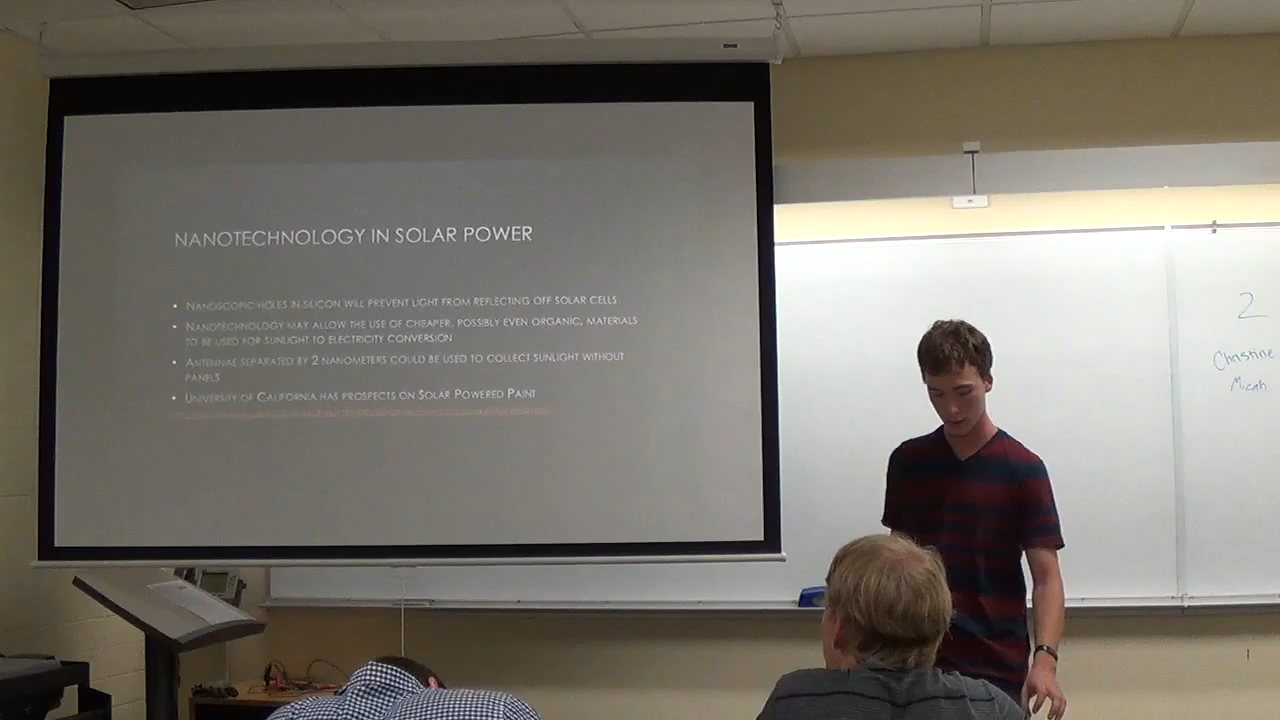 NANOTECHNOLOGY IN SOLAR POWER
• NANOSCOPIC HOLES IN SILICON WILL PREVENT LIGHT FROM REFLECTING OFF SOLAR CELLS
• NANOTECHNOLOGY MAY ALLOW THE USE OF CHEAPER, POSSIBLY EVEN ORGANIC, MATERIALS
TO BE USED FOR SUNLIGHT TO ELECTRICITY CONVERSION
• ANTENNAE SEPARATED BY 2 NANOMETERS COULD BE USED TO COLLECT SUNLIGHT WITHOUT
PANELS
• UNIVERSITY OF CALIFORNIA HAS PROSPECTS ON SOLAR POWERED PAINT
2
Christine
Micah